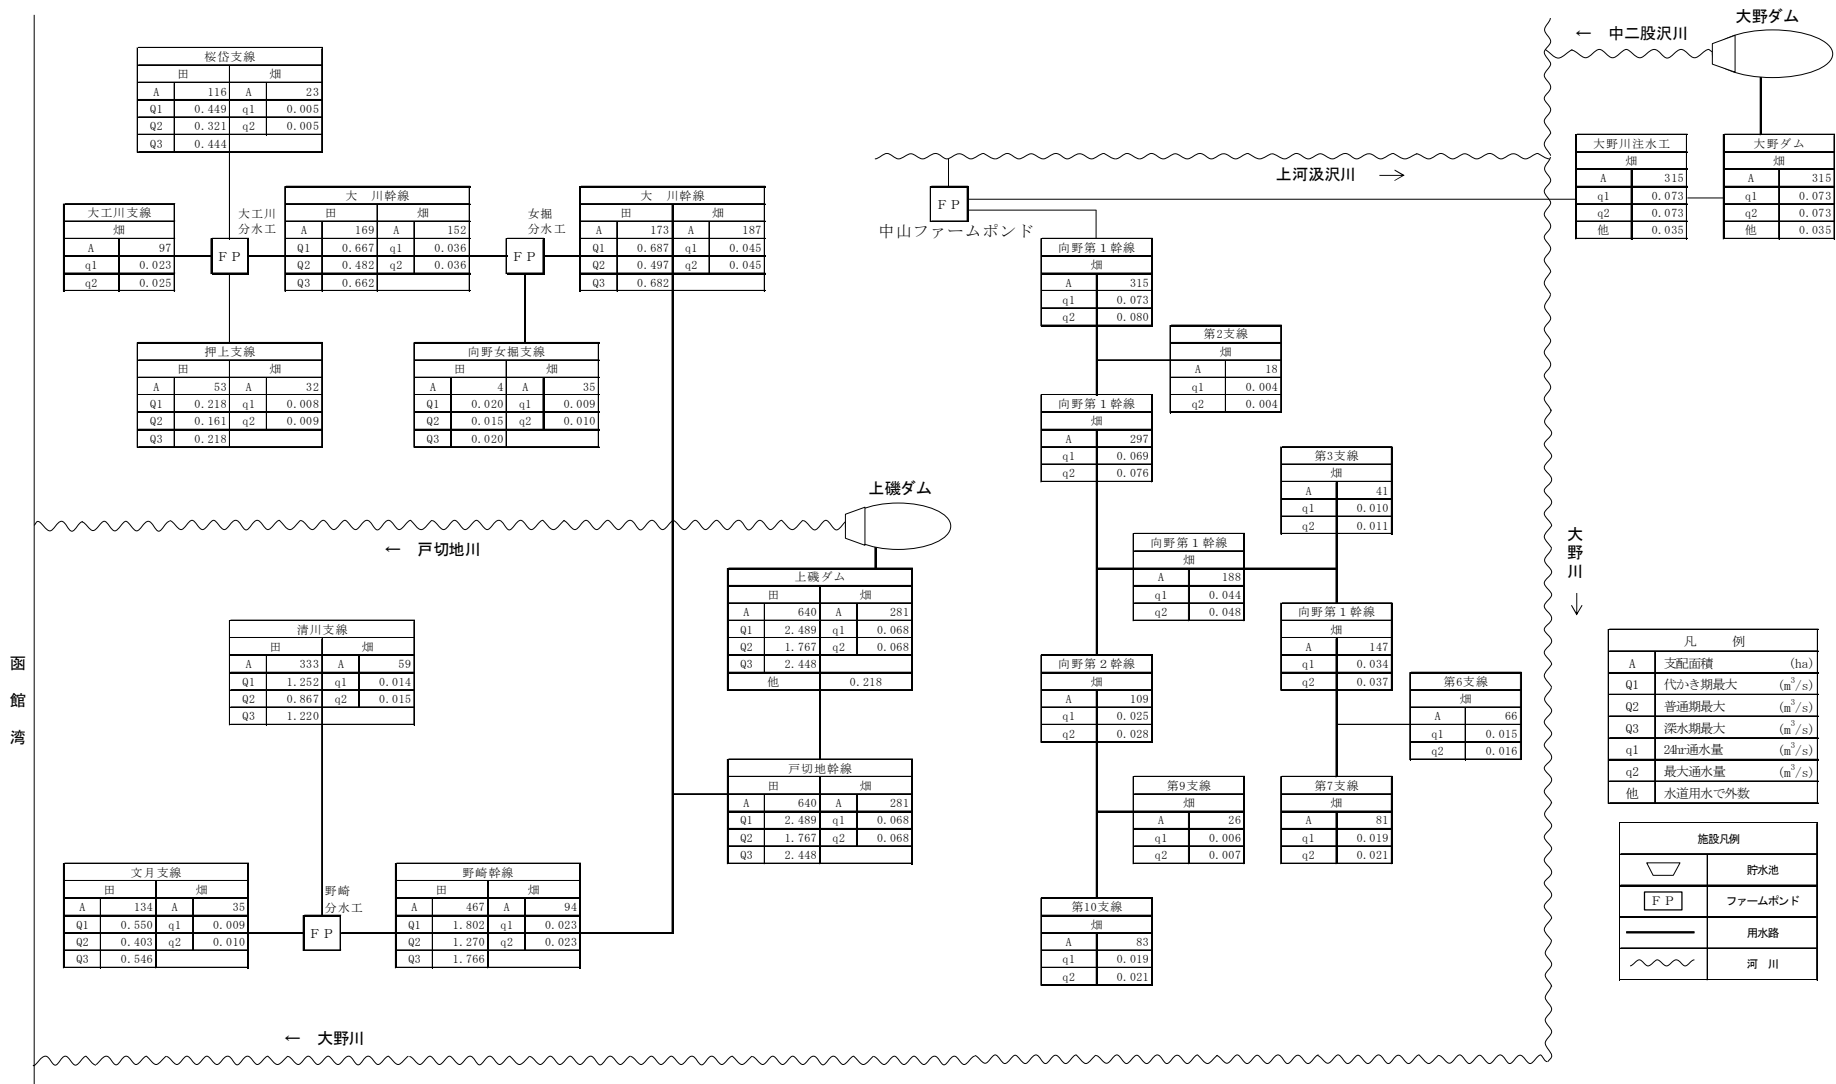 大野ダム
← 中二股沢川
桜岱支線
田 畑
A 116 A 23
Q1 0.449 q1 0.005
Q2 0.321 q2 0.005
Q3 0.444
大野川注水工
畑
A 315
q1 0.073
q2 0.073
他 0.035
大野ダム
畑
A 315
q1 0.073
q2 0.073
他 0.035
上河汲沢川 →
F P
中山ファームポンド
大工川支線
畑
A 97
q1 0.023
q2 0.025
大工川
分水工
F P
大 川幹線
田 畑
A 169 A 152
Q1 0.667 q1 0.036
Q2 0.482 q2 0.036
Q3 0.662
女掘
分水工
F P
大 川幹線
田 畑
A 173 A 187
Q1 0.687 q1 0.045
Q2 0.497 q2 0.045
Q3 0.682
押上支線
田 畑
A 53 A 32
Q1 0.218 q1 0.008
Q2 0.161 q2 0.009
Q3 0.218
向野女掘支線
田 畑
A 4 A 35
Q1 0.020 q1 0.009
Q2 0.015 q2 0.010
Q3 0.020
向野第1幹線
畑
A 315
q1 0.073
q2 0.080
第2支線
畑
A 18
q1 0.004
q2 0.004
向野第1幹線
畑
A 297
q1 0.069
q2 0.076
第3支線
畑
A 41
q1 0.010
q2 0.011
向野第1幹線
畑
A 188
q1 0.044
q2 0.048
向野第1幹線
畑
A 147
q1 0.034
q2 0.037
向野第2幹線
畑
A 109
q1 0.025
q2 0.028
第6支線
畑
A 66
q1 0.015
q2 0.016
第9支線
畑
A 26
q1 0.006
q2 0.007
第7支線
畑
A 81
q1 0.019
q2 0.021
第10支線
畑
A 83
q1 0.019
q2 0.021
上磯ダム
← 戸切地川
上磯ダム
田 畑
A 640 A 281
Q1 2.489 q1 0.068
Q2 1.767 q2 0.068
Q3 2.448
他 0.218
戸切地幹線
田 畑
A 640 A 281
Q1 2.489 q1 0.068
Q2 1.767 q2 0.068
Q3 2.448
清川支線
田 畑
A 333 A 59
Q1 1.252 q1 0.014
Q2 0.867 q2 0.015
Q3 1.220
文月支線
田 畑
A 134 A 35
Q1 0.550 q1 0.009
Q2 0.403 q2 0.010
Q3 0.546
野崎
分水工
F P
野崎幹線
田 畑
A 467 A 94
Q1 1.802 q1 0.023
Q2 1.270 q2 0.023
Q3 1.766
函館湾
大野川
↓
← 大野川
凡 例
A 支配面積 (ha)
Q1 代かき期最大 (m³/s)
Q2 普通期最大 (m³/s)
Q3 深水期最大 (m³/s)
q1 24hr通水量 (m³/s)
q2 最大通水量 (m³/s)
他 水道用水で外数
施設凡例
貯水池
F P ファームポンド
用水路
河 川